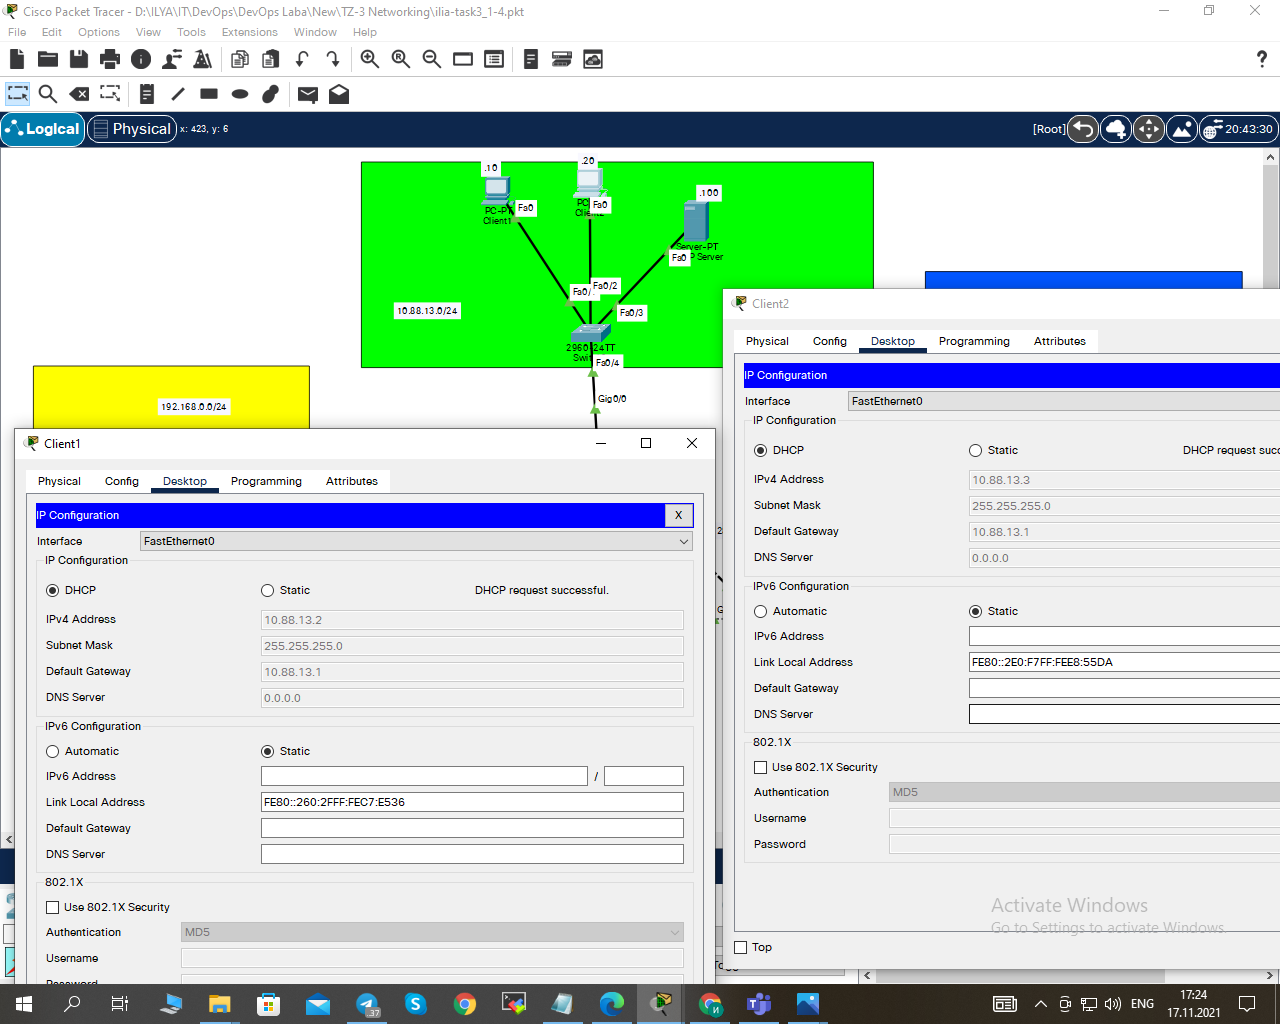 Cisco Packet Tracer - D:\ILYA\IT\DevOps\DevOps Laba\New\TZ-3 Networking\ilia-task3_1-4.pkt
File Edit Options View Tools Extensions Window Help
Logical Physical x: 423, y: 6 [Root] 20:43:30
.10
.20
.100
PC-PT
Client1
Fa0
Fa0
Server-PT
P Server
Fa0
Fa0/2
Fa0/3
10.88.13.0/24
2960-24TT
Fa0/4
Gig0/0
192.168.0.0/24
Client1
Physical Config Desktop Programming Attributes
IP Configuration X
Interface FastEthernet0
IP Configuration
DHCP Static DHCP request successful.
IPv4 Address 10.88.13.2
Subnet Mask 255.255.255.0
Default Gateway 10.88.13.1
DNS Server 0.0.0.0
IPv6 Configuration
Automatic Static
IPv6 Address /
Link Local Address FE80::260:2FFF:FEC7:E536
Default Gateway
DNS Server
802.1X
Use 802.1X Security
Authentication MD5
Username
Client2
Physical Config Desktop Programming Attributes
IP Configuration
Interface FastEthernet0
IP Configuration
DHCP Static DHCP request succ
IPv4 Address 10.88.13.3
Subnet Mask 255.255.255.0
Default Gateway 10.88.13.1
DNS Server 0.0.0.0
IPv6 Configuration
Automatic Static
IPv6 Address
Link Local Address FE80::2E0:F7FF:FEE8:55DA
Default Gateway
DNS Server
802.1X
Use 802.1X Security
Authentication MD5
Username
Password
Activate Windows
Go to Settings to activate Windows.
Top
.37
ENG
17:24
17.11.2021